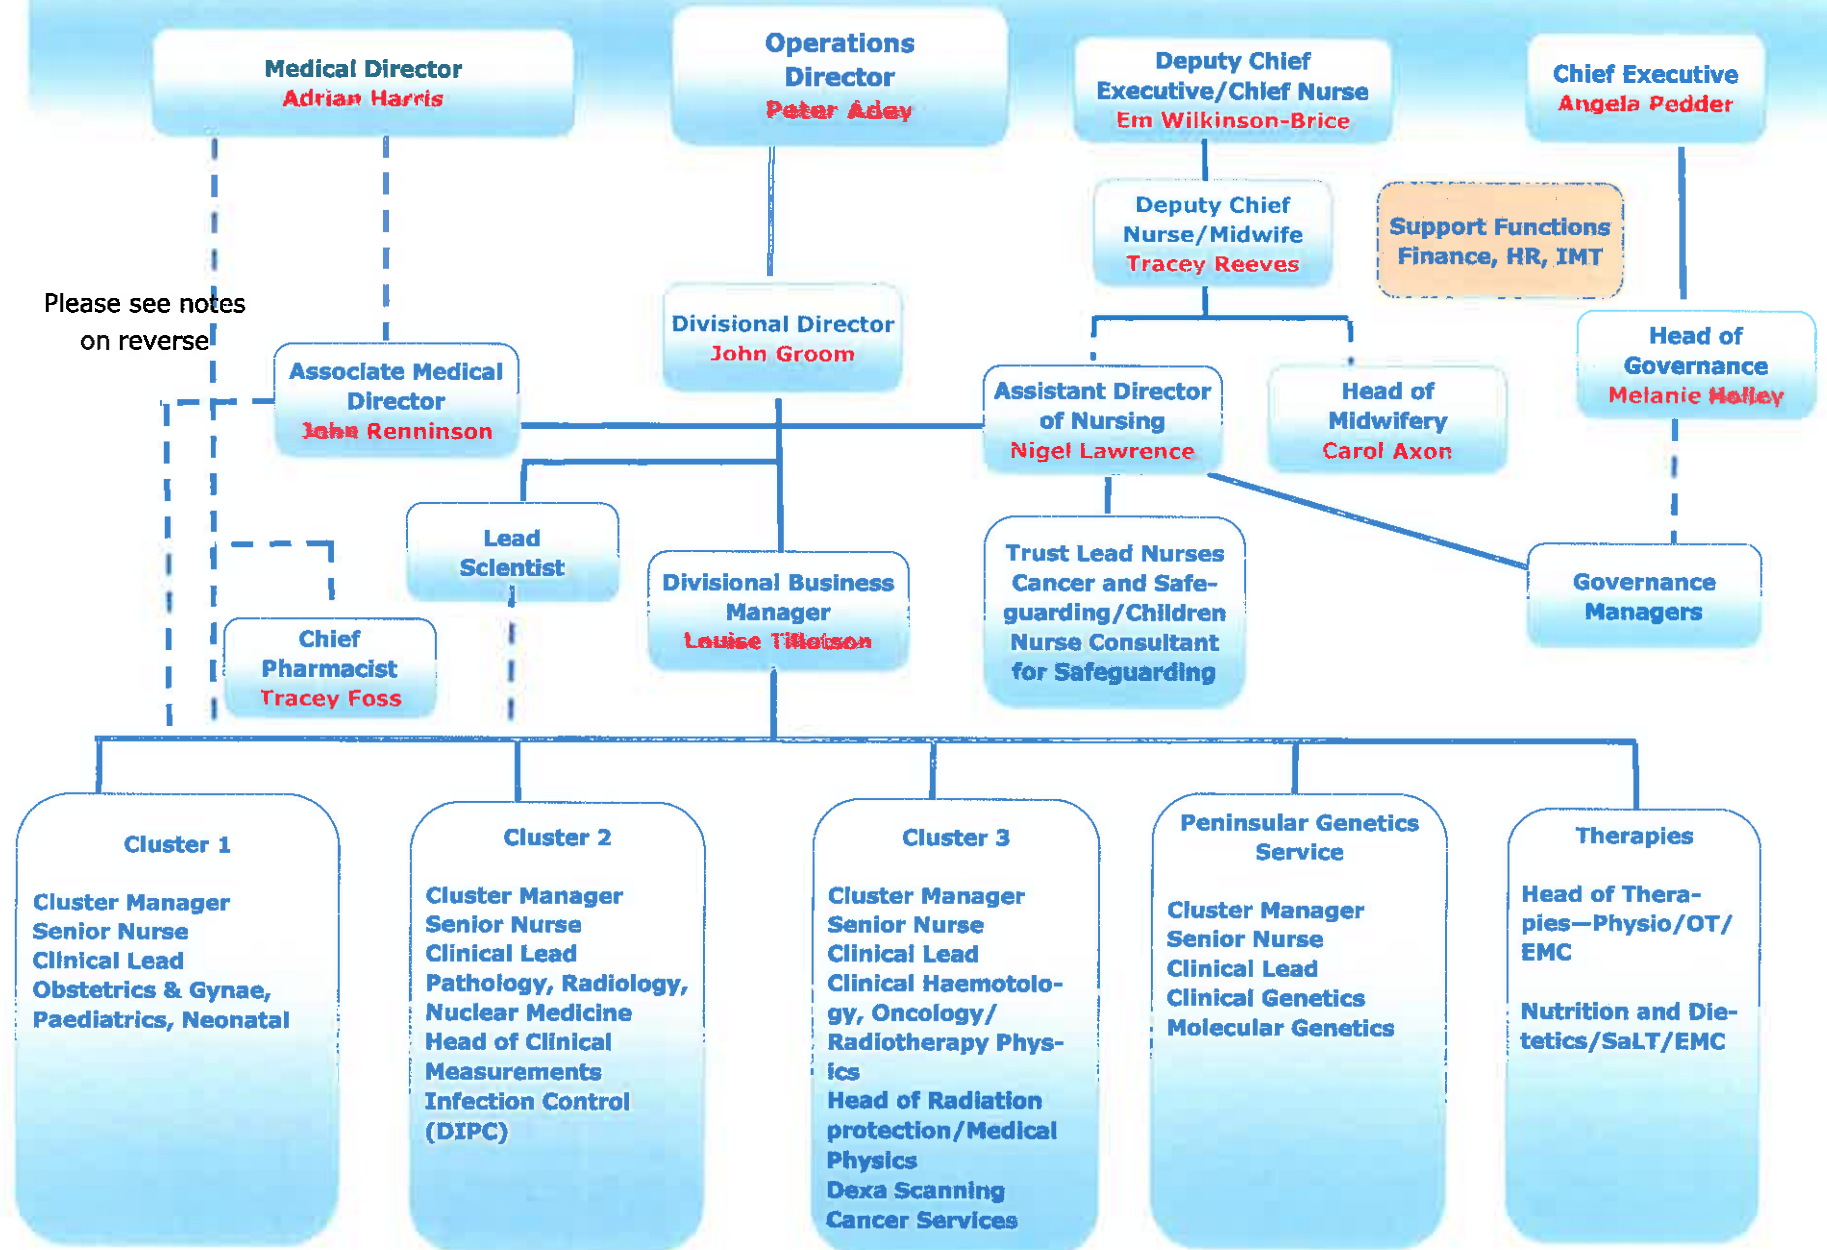 Medical Director
Adrian Harris
Operations
Director
Peter Adey
Deputy Chief
Executive/Chief Nurse
Em Wilkinson-Brice
Chief Executive
Angela Pedder
Deputy Chief
Nurse/Midwife
Tracey Reeves
Support Functions
Finance, HR, IMT
Please see notes
on reverse
Divisional Director
John Groom
Head of
Governance
Melanie Holley
Associate Medical
Director
John Renninson
Assistant Director
of Nursing
Nigel Lawrence
Head of
Midwifery
Carol Axon
Lead
Scientist
Divisional Business
Manager
Louise Tillotson
Trust Lead Nurses
Cancer and Safe-
guarding/Children
Nurse Consultant
for Safeguarding
Governance
Managers
Chief
Pharmacist
Tracey Foss
Cluster 1
Cluster Manager
Senior Nurse
Clinical Lead
Obstetrics & Gynae,
Paediatrics, Neonatal
Cluster 2
Cluster Manager
Senior Nurse
Clinical Lead
Pathology, Radiology,
Nuclear Medicine
Head of Clinical
Measurements
Infection Control
(DIPC)
Cluster 3
Cluster Manager
Senior Nurse
Clinical Lead
Clinical Haemotolo-
gy, Oncology/
Radiotherapy Phys-
ics
Head of Radiation
protection/Medical
Physics
Dexa Scanning
Cancer Services
Peninsular Genetics
Service
Cluster Manager
Senior Nurse
Clinical Lead
Clinical Genetics
Molecular Genetics
Therapies
Head of Thera-
pies—Physio/OT/
EMC
Nutrition and Die-
tetics/SaLT/EMC